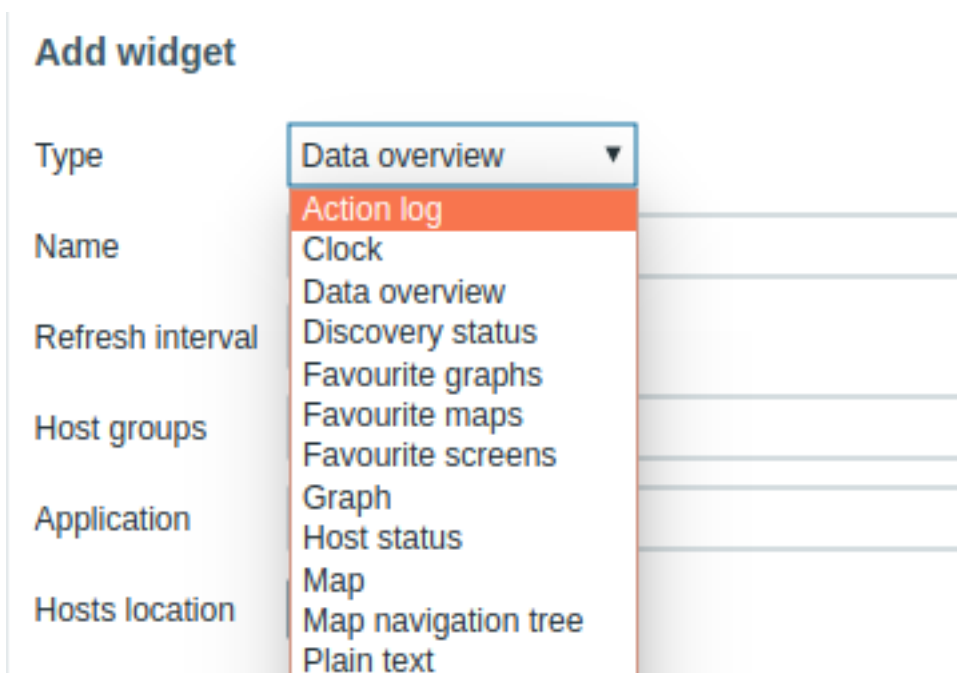 Add widget
Type
Data overview ▼
Action log
Name
Clock
Data overview
Refresh interval
Discovery status
Favourite graphs
Host groups
Favourite maps
Favourite screens
Application
Graph
Host status
Hosts location
Map
Map navigation tree
Plain text